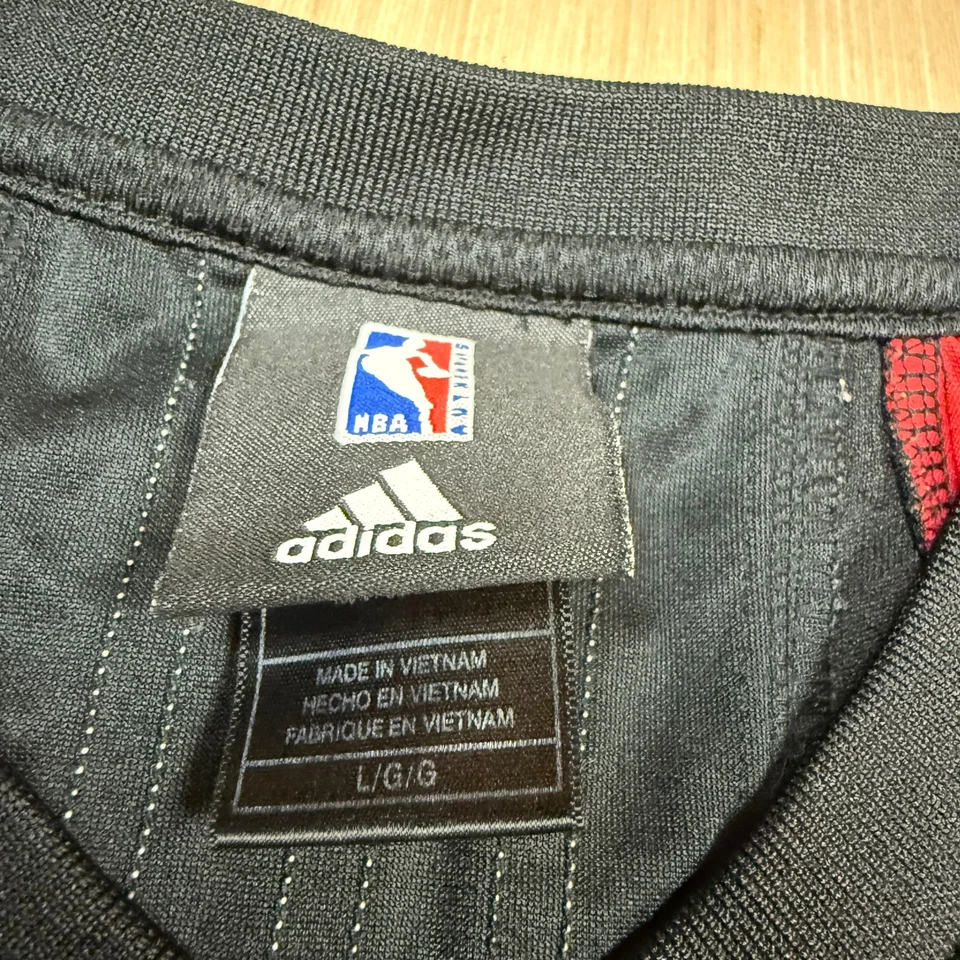 NBA
AUTHENTICS
adidas
MADE IN VIETNAM
HECHO EN VIETNAM
FABRIQUE EN VIETNAM
L/G/G